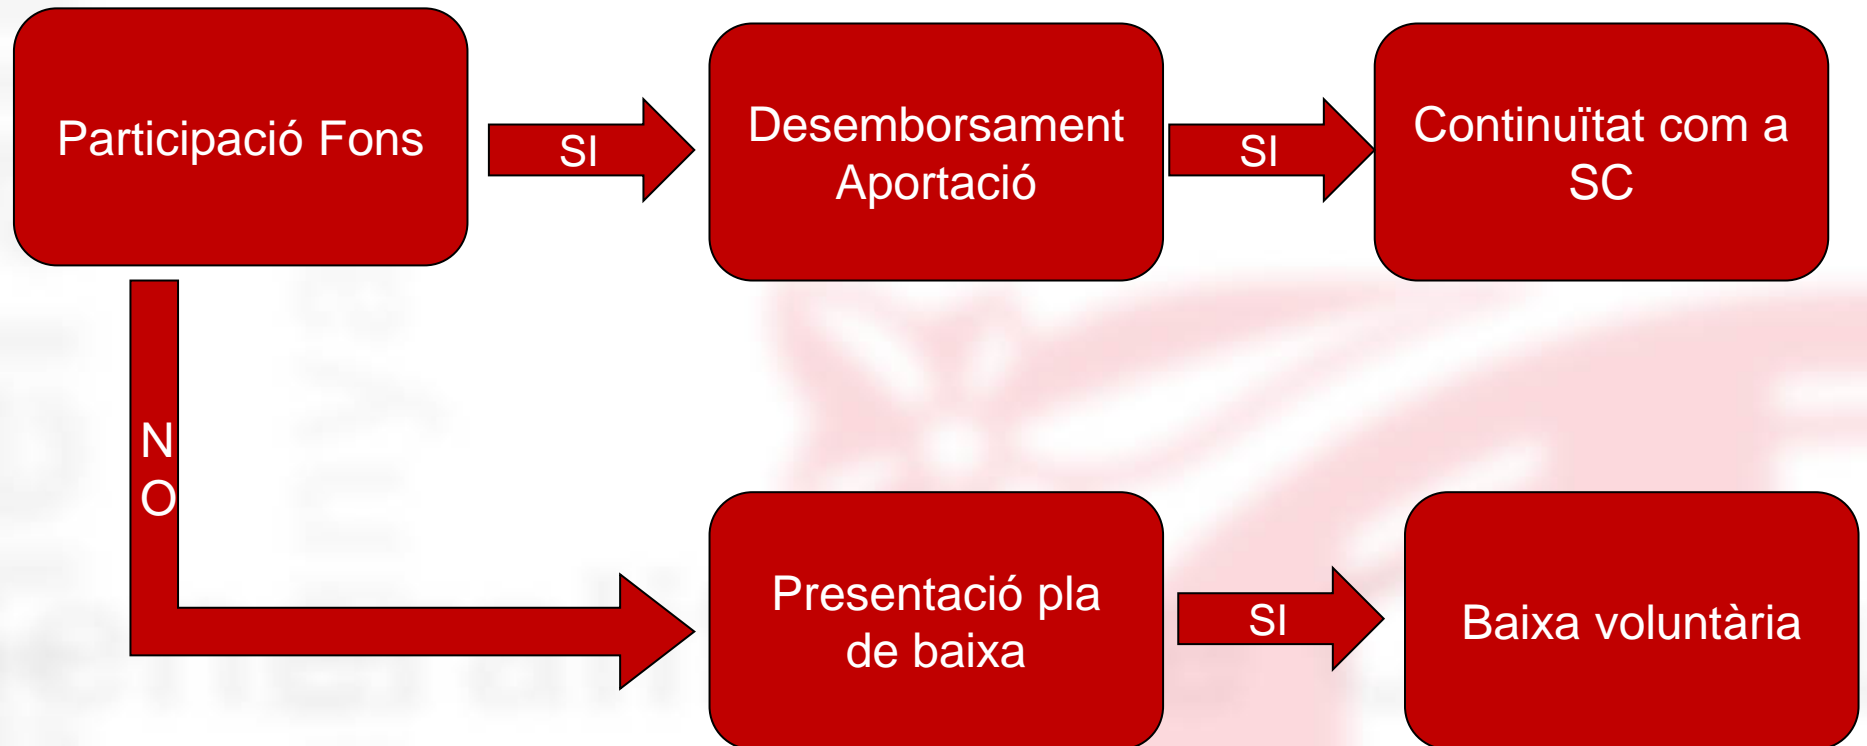 Participació Fons
SI
Desemborsament
Aportació
SI
Continuïtat com a
SC
N
O
Presentació pla
de baixa
SI
Baixa voluntària